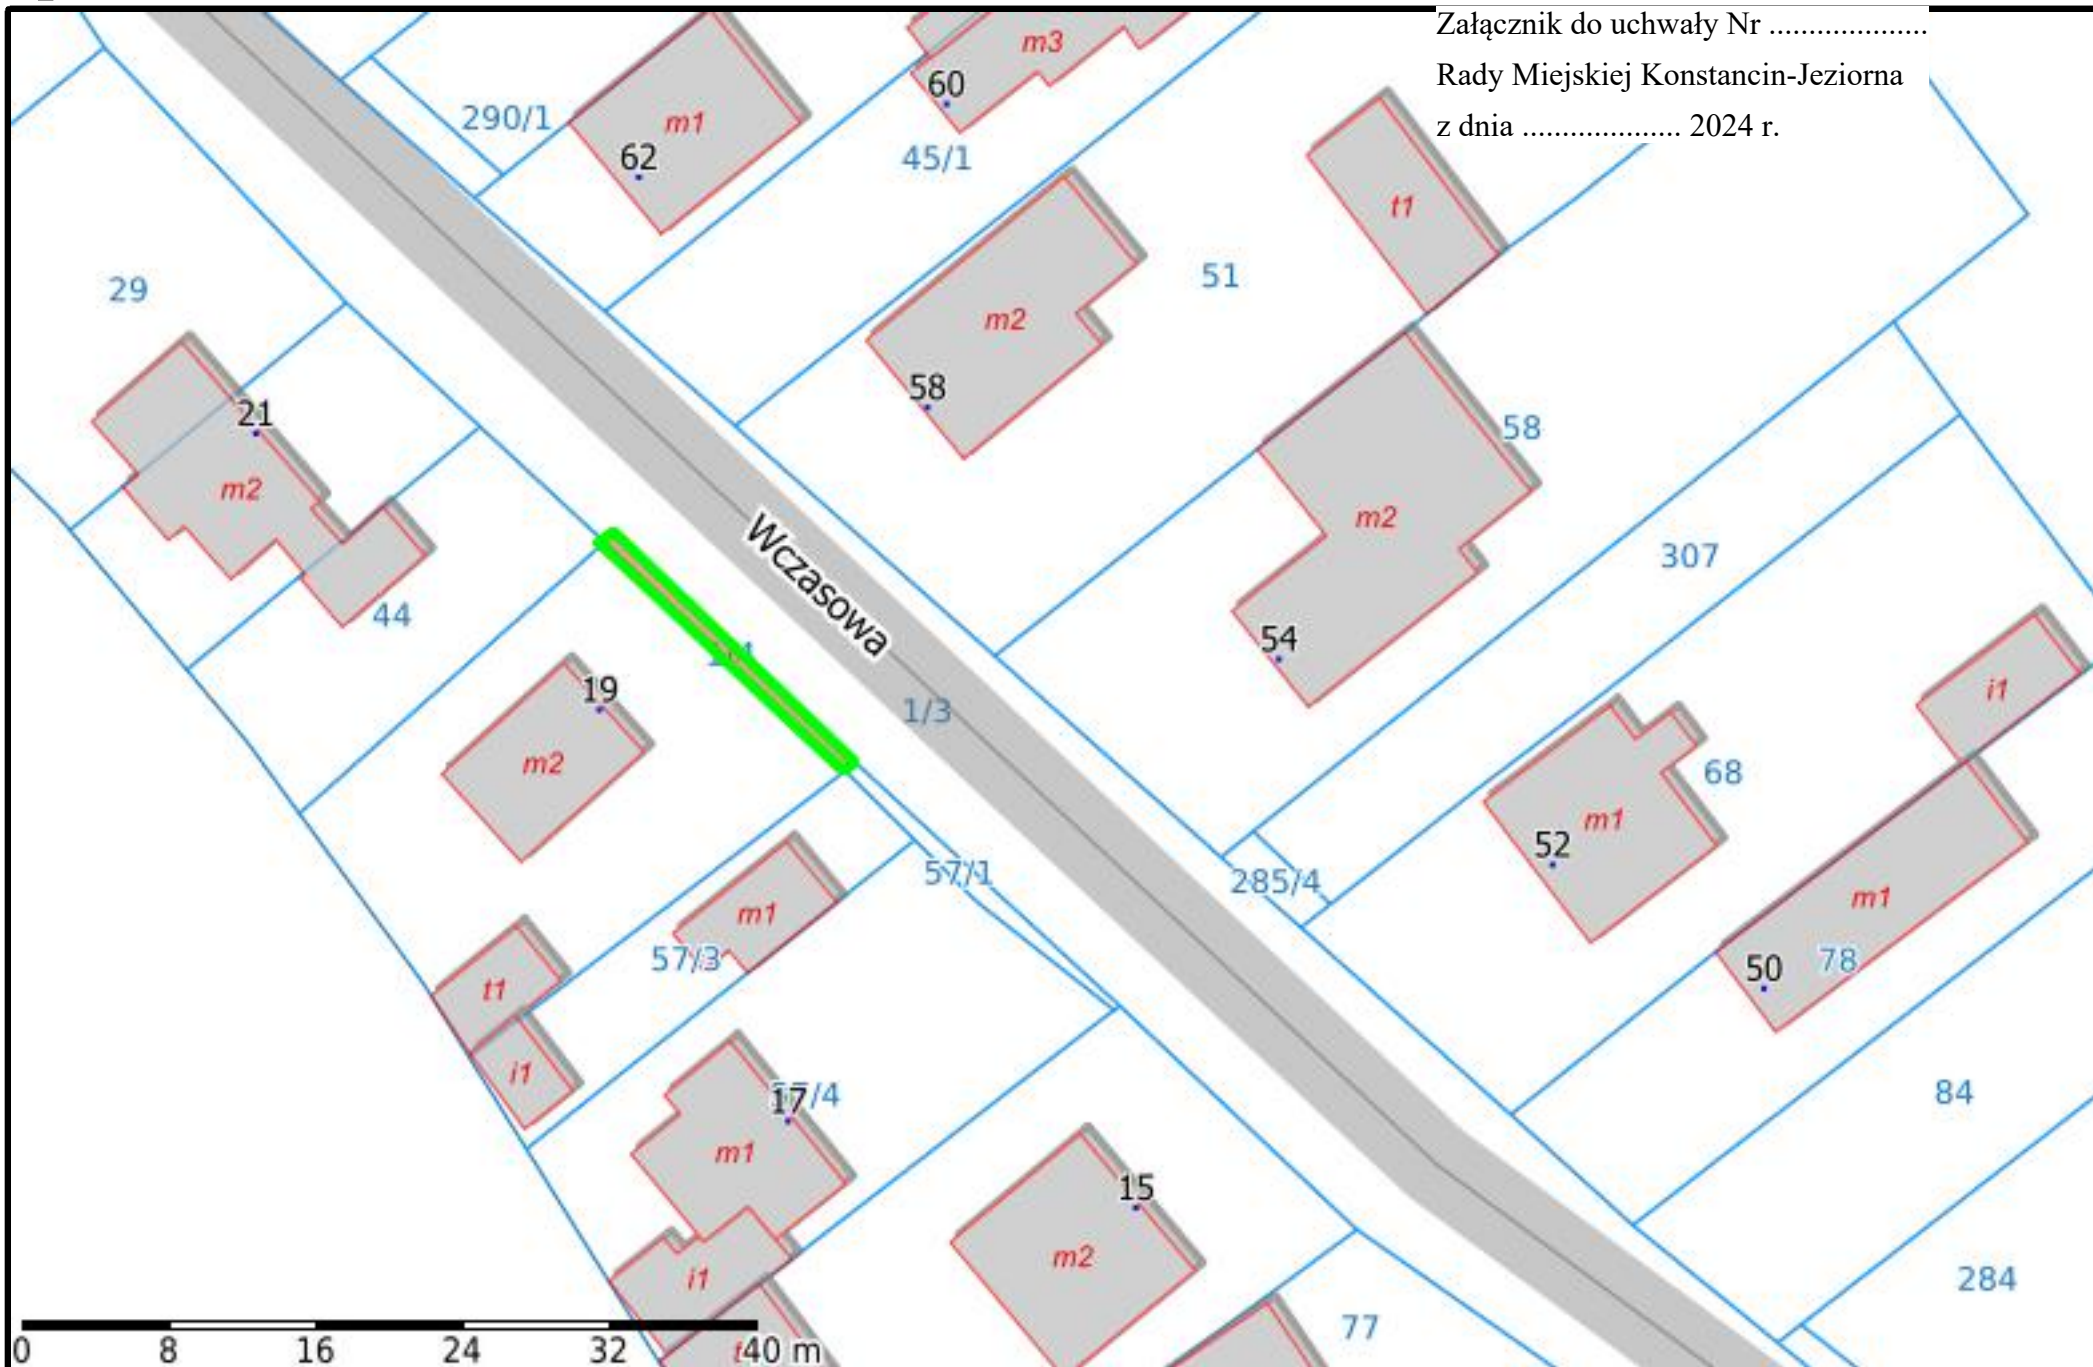 Załącznik do uchwały Nr ....................
Rady Miejskiej Konstancin-Jeziorna
z dnia .................... 2024 r.
m3
60
290/1
m1
62
45/1
t1
51
29
m2
58
21
m2
58
m2
44
307
Wczasowa
54
19
m2
1/3
i1
68
m1
52
57/1
285/4
m1
57/3
m1
78
50
t1
i1
17
/4
84
m1
15
m2
i1
284
77
0 8 16 24 32 40 m